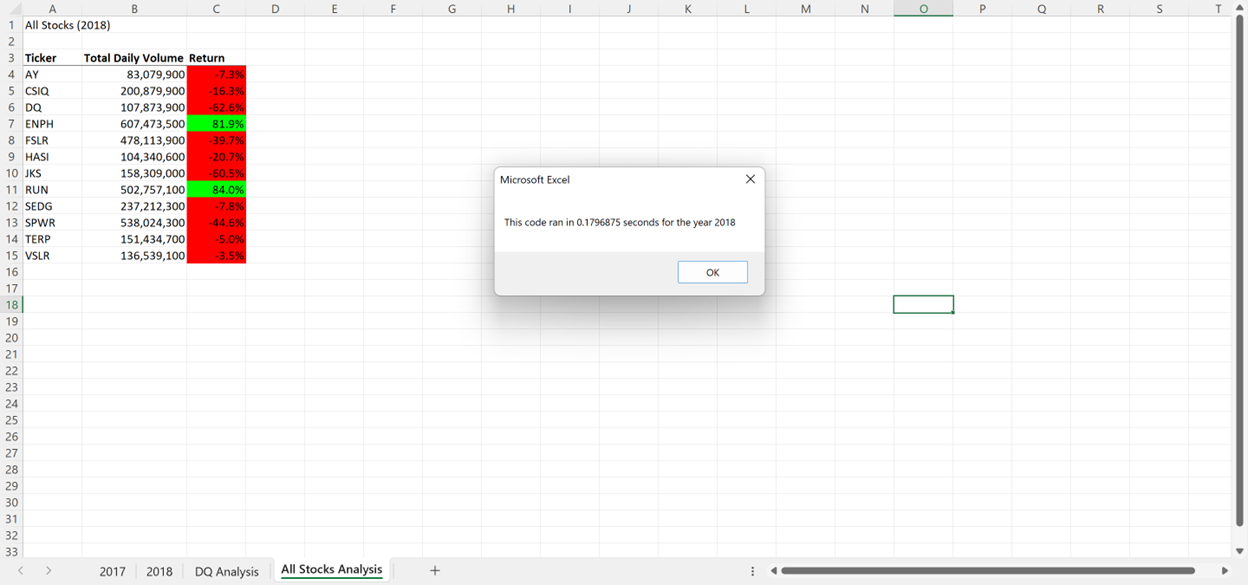 A B C D E F G H I J K L M N O P Q R S T
1 All Stocks (2018)
2
3 Ticker Total Daily Volume Return
4 AY 83,079,900 -7.3%
5 CSIQ 200,879,900 -16.3%
6 DQ 107,873,900 -62.6%
7 ENPH 607,473,500 81.9%
8 FSLR 478,113,900 -39.7%
9 HASI 104,340,600 -20.7%
10 JKS 158,309,000 -60.5%
11 RUN 502,757,100 84.0%
12 SEDG 237,212,300 -7.8%
13 SPWR 538,024,300 -44.6%
14 TERP 151,434,700 -5.0%
15 VSLR 136,539,100 -3.5%
16
17
18
19
20
21
22
23
24
25
26
27
28
29
30
31
32
33
Microsoft Excel
This code ran in 0.1796875 seconds for the year 2018
OK
2017 2018 DQ Analysis All Stocks Analysis